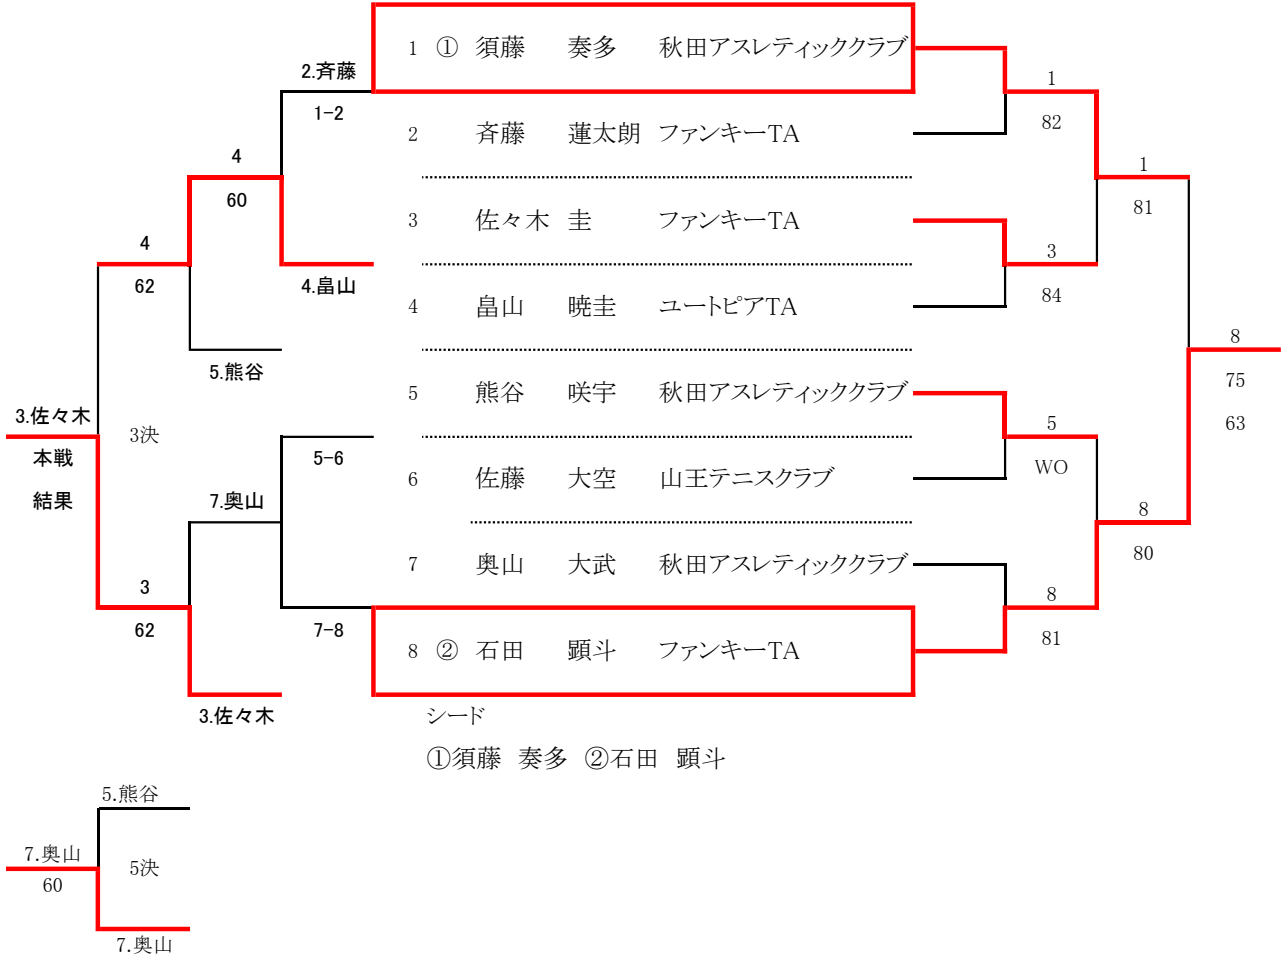 1 ① 須藤 奏多 秋田アスレティッククラブ
2.斉藤
1
1-2
82
2 斉藤 蓮太朗 ファンキーTA
4
1
60
81
3 佐々木 圭 ファンキーTA
4
3
62
4.畠山
84
4 畠山 暁圭 ユートピアTA
8
5.熊谷
75
5 熊谷 咲宇 秋田アスレティッククラブ
3.佐々木
5
63
3決
本戦
5-6
WO
6 佐藤 大空 山王テニスクラブ
結果
7.奥山
8
80
7 奥山 大武 秋田アスレティッククラブ
3
8
62
7-8
81
8 ② 石田 顕斗 ファンキーTA
3.佐々木
シード
①須藤 奏多 ②石田 顕斗
5.熊谷
7.奥山
5決
60
7.奥山